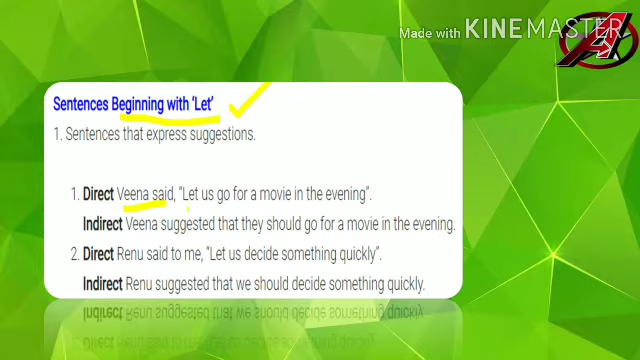 Made with KINEMASTER
Sentences Beginning with 'Let'
1. Sentences that express suggestions.
1. Direct Veena said, "Let us go for a movie in the evening".
Indirect Veena suggested that they should go for a movie in the evening.
2. Direct Renu said to me, "Let us decide something quickly".
Indirect Renu suggested that we should decide something quickly.